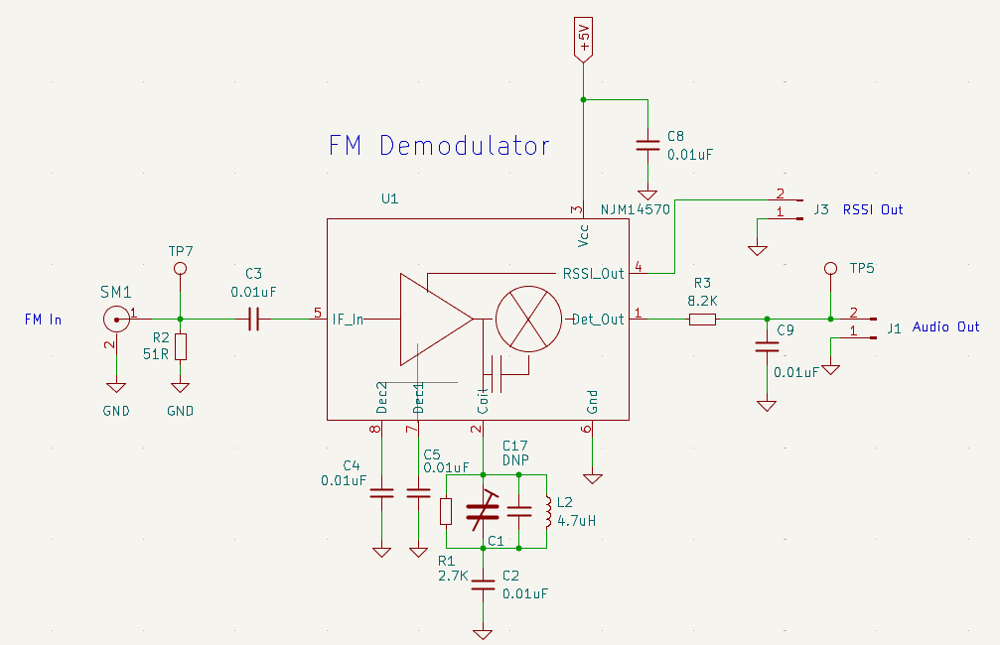 +5V
FM Demodulator
C8
0.01uF
U1
NJM14570
3
Vcc
2
1
J3
RSSI Out
RSSI_Out
4
TP7
C3
0.01uF
SM1
1
2
GND
FM In
R2
51R
GND
5
IF_In
Det_Out
1
R3
8.2K
TP5
2
1
J1
Audio Out
C9
0.01uF
Dec2
Dec1
Coil
Gnd
8
7
2
6
C4
0.01uF
C5
0.01uF
C17
DNP
L2
4.7uH
C1
R1
2.7K
C2
0.01uF